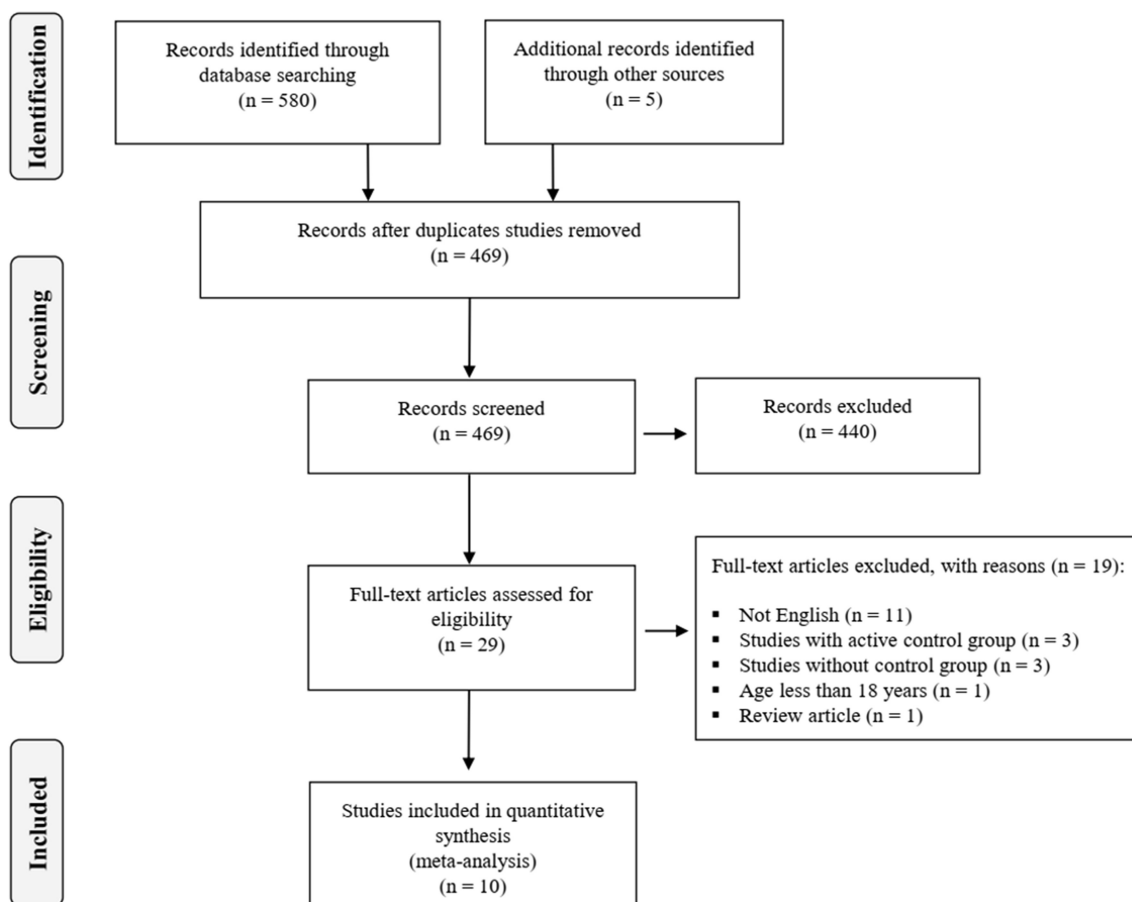 Identification
Records identified through
database searching
(n = 580)
Additional records identified
through other sources
(n = 5)
Records after duplicates studies removed
(n = 469)
Screening
Records screened
(n = 469)
Records excluded
(n = 440)
Eligibility
Full-text articles assessed for
eligibility
(n = 29)
Full-text articles excluded, with reasons (n = 19):
▪ Not English (n = 11)
▪ Studies with active control group (n = 3)
▪ Studies without control group (n = 3)
▪ Age less than 18 years (n = 1)
▪ Review article (n = 1)
Included
Studies included in quantitative
synthesis
(meta-analysis)
(n = 10)